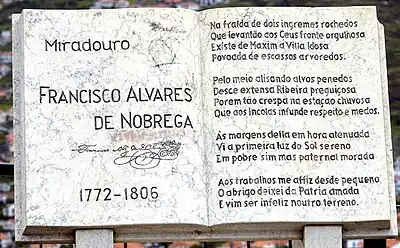 Miradouro
FRANCISCO ALVARES
DE NOBREGA
1772-1806
Na fralda de dois ingremes rochedos
Que levantão aos Ceus fronte orgulhosa
Existe de Maxim a Villa Idosa
Povoada de escassos arvoredos.
Pelo meio alisando alvos penedos
Desce extensa Ribeira preguiçosa
Porem tão crespa na estação chuvosa
Que aos incolas infunde respeito e medos.
Ás margens della em hora atenuada
Vi a primeira luz do Sol sereno
Em pobre sim mas paternal morada
Aos trabalhos me affiz desde pequeno
O abrigo deixei da Patria amada
E vim ser infeliz noutro terreno.